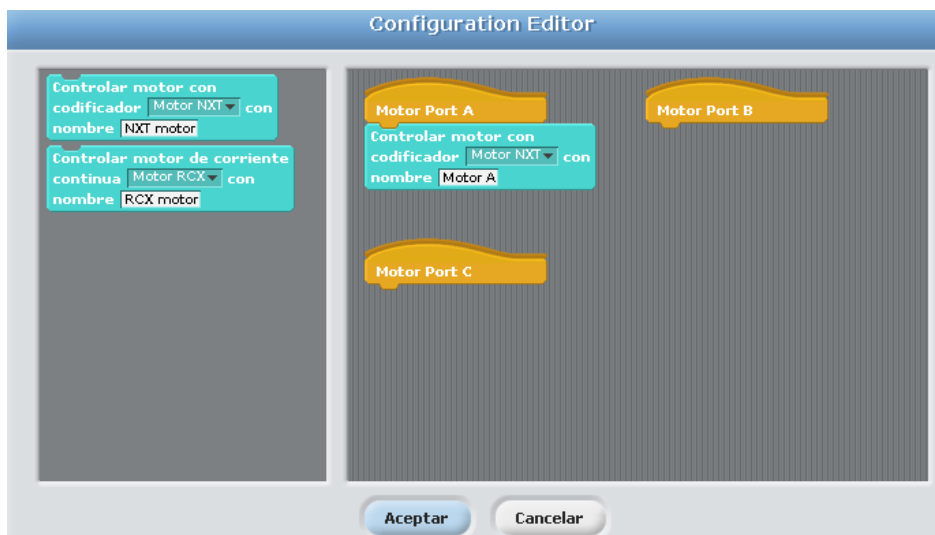 Configuration Editor
Controlar motor con
codificador Motor NXT con
nombre NXT motor
Controlar motor de corriente
continua Motor RCX con
nombre RCX motor
Motor Port A
Controlar motor con
codificador Motor NXT con
nombre Motor A
Motor Port B
Motor Port C
Aceptar
Cancelar